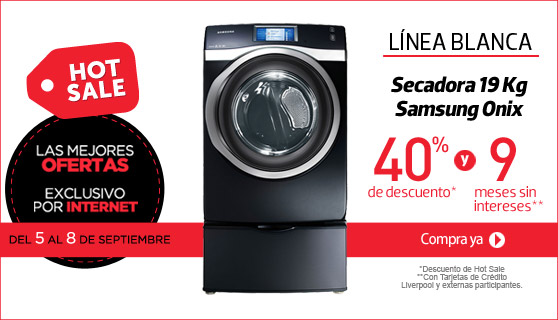 HOT
SALE
LAS MEJORES
OFERTAS
EXCLUSIVO
POR INTERNET
DEL 5 AL 8 DE SEPTIEMBRE
SAMSUNG
LÍNEA BLANCA
Secadora 19 Kg
Samsung Onix
40% de descuento*
y
9 meses sin
intereses**
Compra ya
*Descuento de Hot Sale
**Con Tarjetas de Crédito
Liverpool y externas participantes.